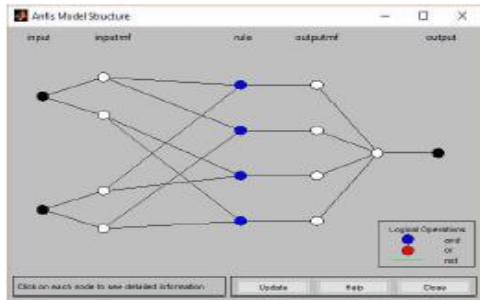 Anfis Model Structure
input inputmf rule outputmf output
Logical Operations
and
or
not
Click on each node to see detailed information Update Help Close